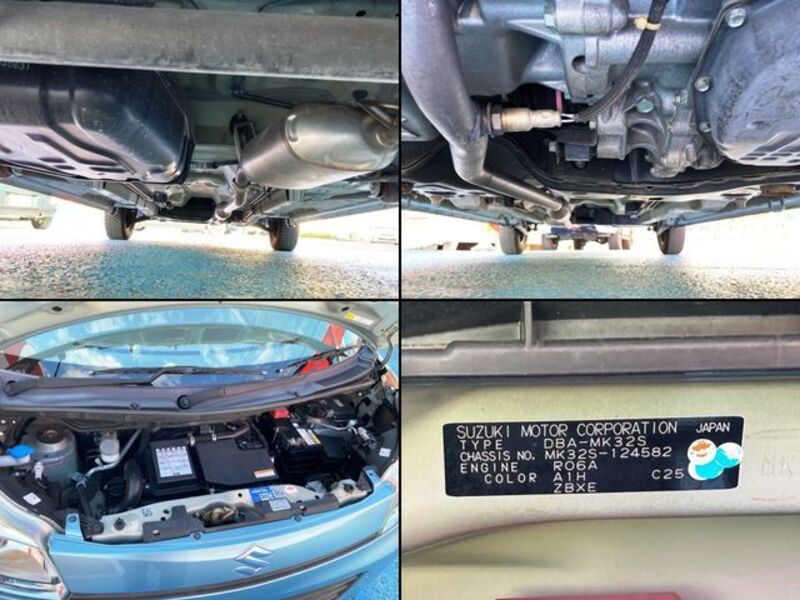 SUZUKI MOTOR CORPORATION JAPAN
TYPE DBA-MK32S
CHASSIS NO. MK32S-124582
ENGINE R06A
COLOR A1H C25
ZBXE